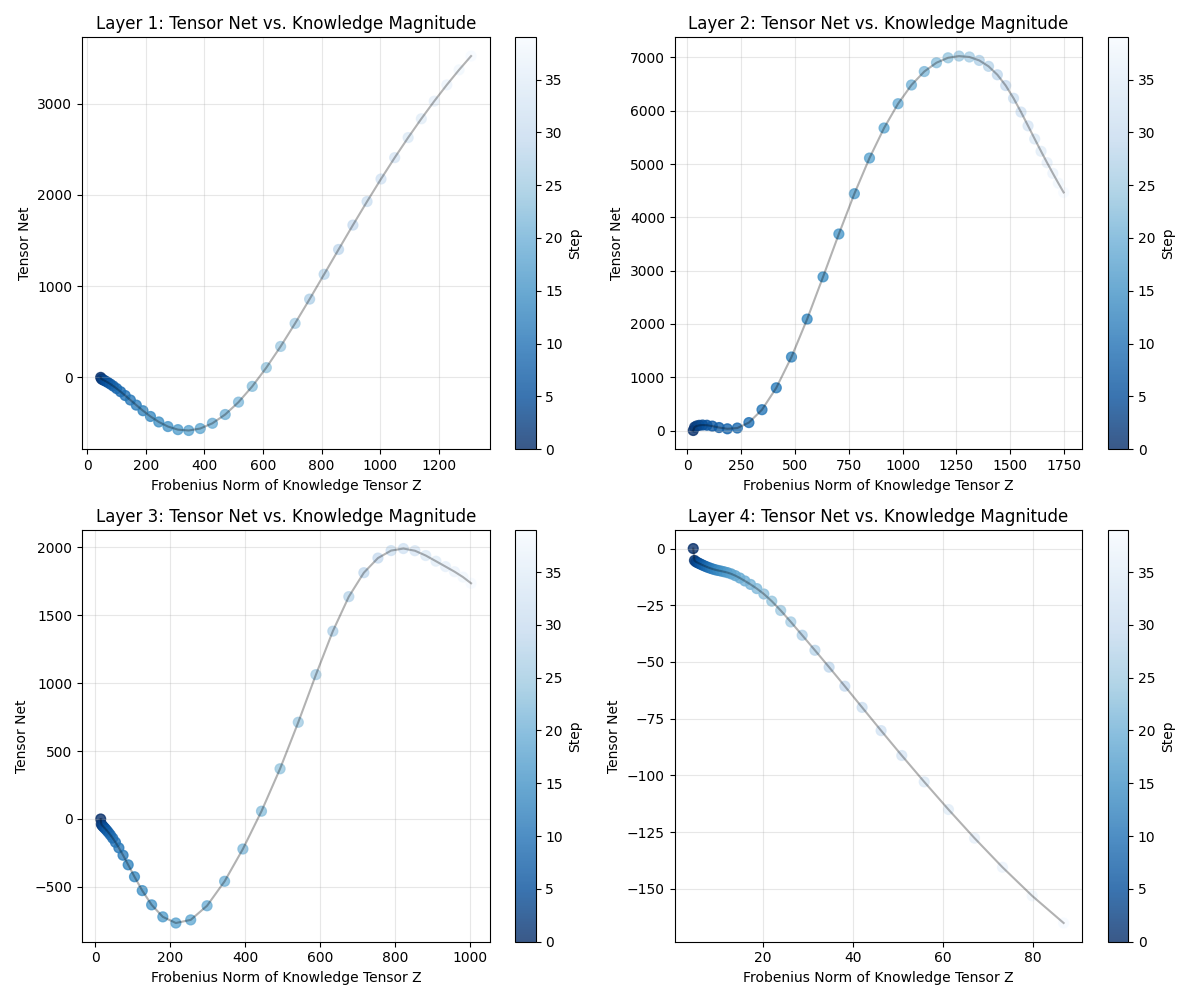 Layer 1: Tensor Net vs. Knowledge Magnitude
Tensor Net
3000
2000
1000
0
0 200 400 600 800 1000 1200
Frobenius Norm of Knowledge Tensor Z
35
30
25
20
15
10
5
0
Step
Layer 2: Tensor Net vs. Knowledge Magnitude
Tensor Net
7000
6000
5000
4000
3000
2000
1000
0
0 250 500 750 1000 1250 1500 1750
Frobenius Norm of Knowledge Tensor Z
35
30
25
20
15
10
5
0
Step
Layer 3: Tensor Net vs. Knowledge Magnitude
Tensor Net
2000
1500
1000
500
0
−500
0 200 400 600 800 1000
Frobenius Norm of Knowledge Tensor Z
35
30
25
20
15
10
5
0
Step
Layer 4: Tensor Net vs. Knowledge Magnitude
Tensor Net
0
−25
−50
−75
−100
−125
−150
20 40 60 80
Frobenius Norm of Knowledge Tensor Z
35
30
25
20
15
10
5
0
Step